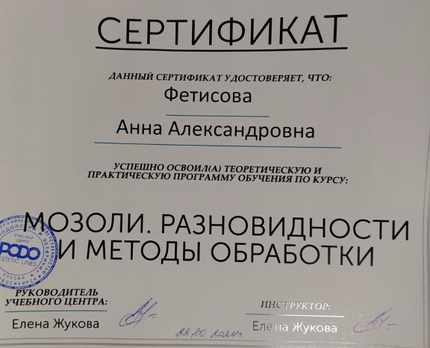 СЕРТИФИКАТ
ДАННЫЙ СЕРТИФИКАТ УДОСТОВЕРЯЕТ, ЧТО:
Фетисова
Анна Александровна
УСПЕШНО ОСВОИЛ(А) ТЕОРЕТИЧЕСКУЮ И
ПРАКТИЧЕСКУЮ ПРОГРАММУ ОБУЧЕНИЯ ПО КУРСУ:
МОЗОЛИ. РАЗНОВИДНОСТИ
И МЕТОДЫ ОБРАБОТКИ
PODO
РУКОВОДИТЕЛЬ
УЧЕБНОГО ЦЕНТРА:
Елена Жукова
ИНСТРУКТОР:
Елена Жукова